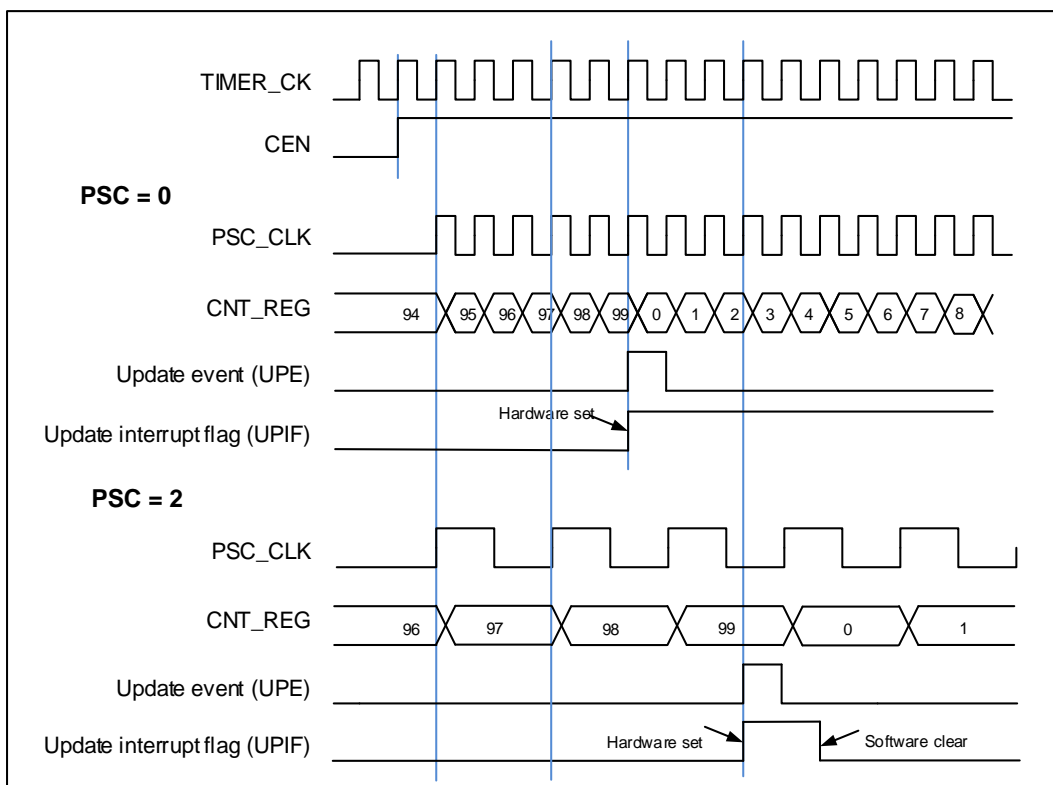 TIMER_CK
CEN
PSC = 0
PSC_CLK
CNT_REG 94 95 96 97 98 99 0 1 2 3 4 5 6 7 8
Update event (UPE)
Hardware set
Update interrupt flag (UPIF)
PSC = 2
PSC_CLK
CNT_REG 96 97 98 99 0 1
Update event (UPE)
Update interrupt flag (UPIF) Hardware set Software clear